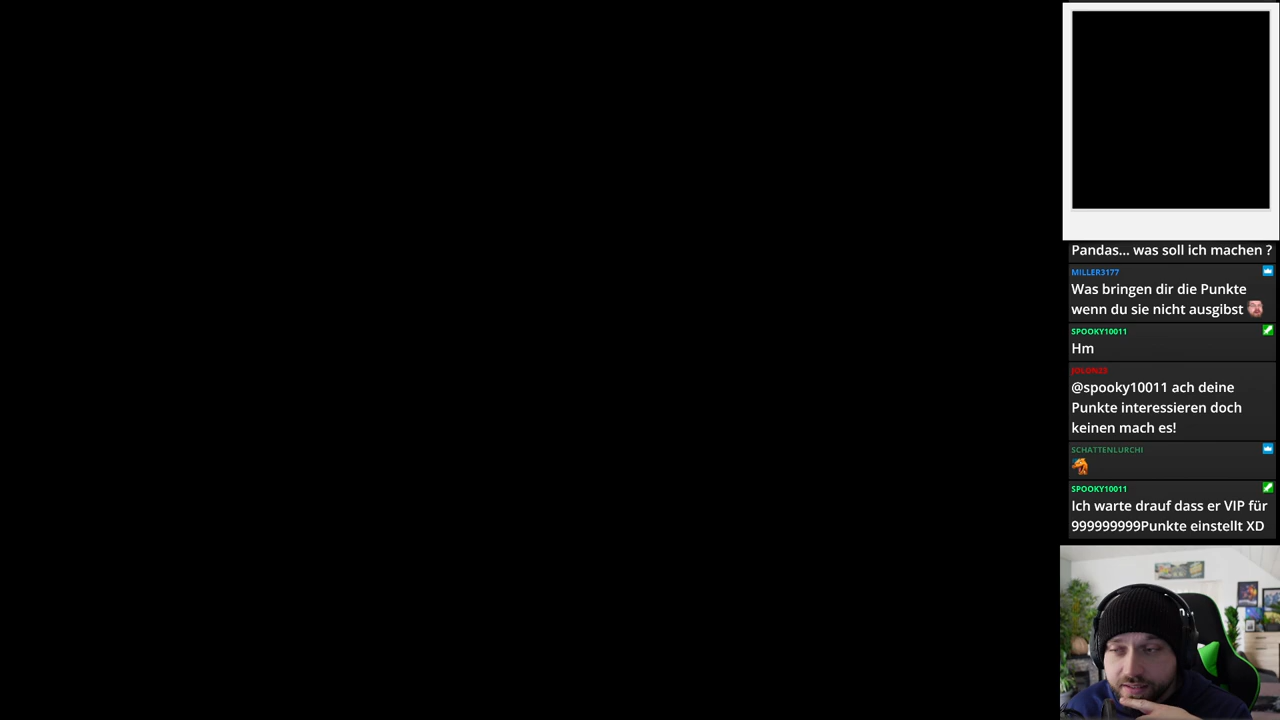 Pandas... was soll ich machen ?
MILLER3177
Was bringen dir die Punkte
wenn du sie nicht ausgibst
SPOOKY10011
Hm
JOLON23
@spooky10011 ach deine
Punkte interessieren doch
keinen mach es!
SCHATTENLURCHI
SPOOKY10011
Ich warte drauf dass er VIP für
999999999Punkte einstellt XD